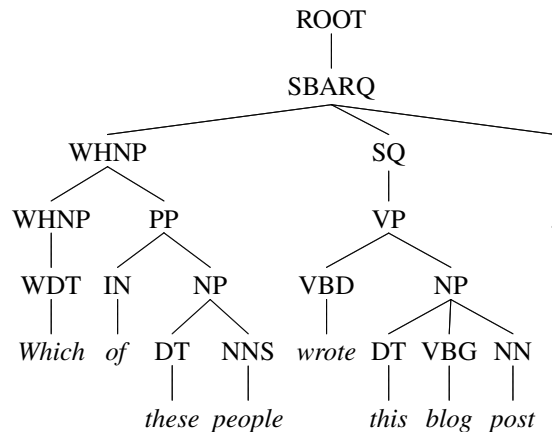 ROOT
SBARQ
WHNP SQ
WHNP PP VP
WDT IN NP VBD NP
Which of DT NNS wrote DT VBG NN
these people this blog post